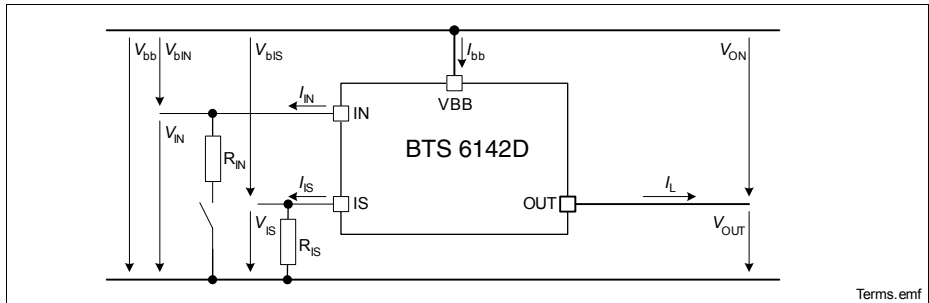 Vbb
VbIN
VbIS
Ibb
VON
IIN
IN
VBB
VIN
BTS 6142D
RIN
IIS
IS
OUT
IL
VIS
RIS
VOUT
Terms.emf